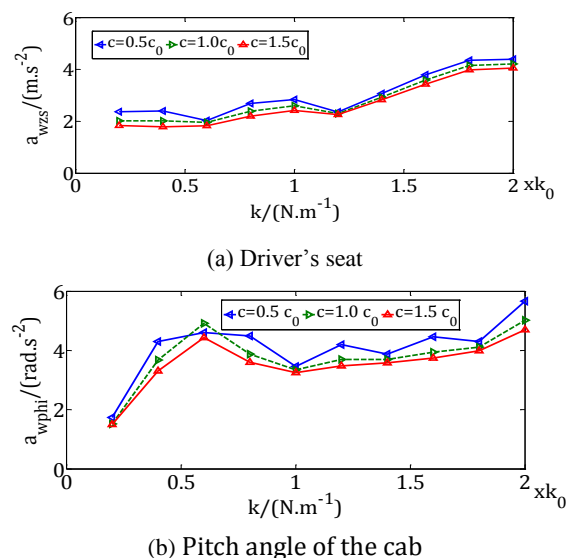 6
4
2
0
a_wzs/(m.s^-2)
c=0.5c_0 c=1.0c_0 c=1.5c_0
0 0.5 1 1.5 2 xk_0
k/(N.m^-1)
(a) Driver's seat
6
4
2
0
a_wphi/(rad.s^-2)
c=0.5 c_0 c=1.0 c_0 c=1.5 c_0
0 0.5 1 1.5 2 xk_0
k/(N.m^-1)
(b) Pitch angle of the cab